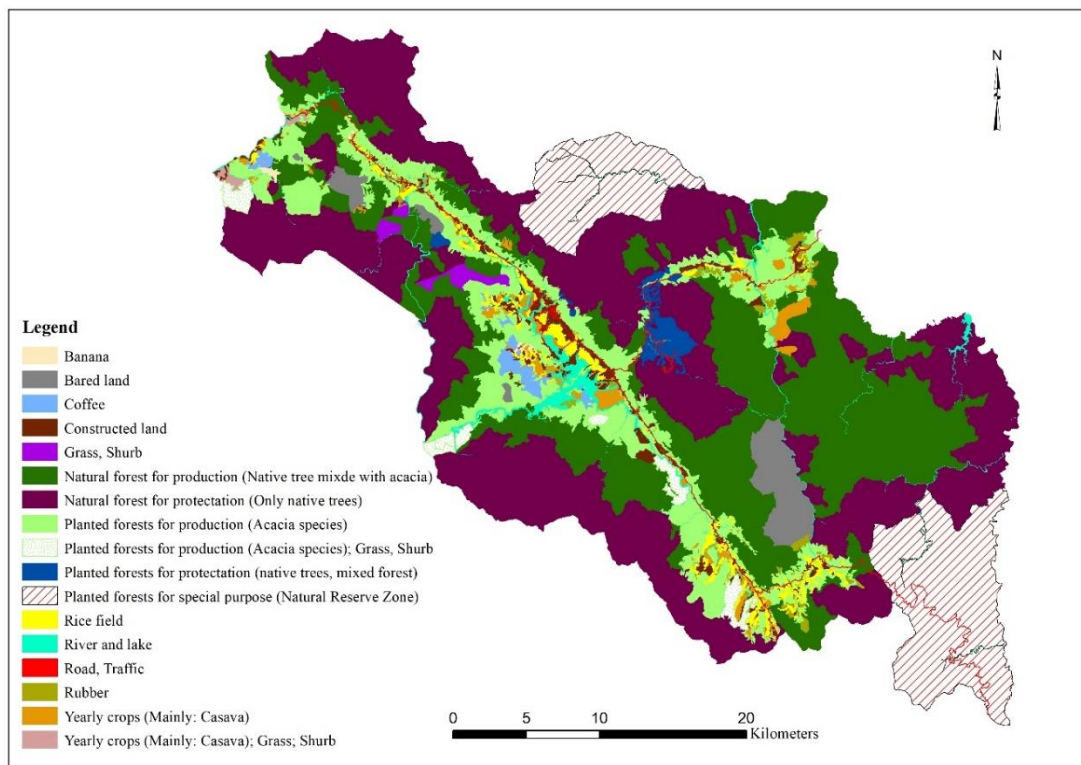 N
Legend
Banana
Bared land
Coffee
Constructed land
Grass, Shurb
Natural forest for production (Native tree mixde with acacia)
Natural forest for protectation (Only native trees)
Planted forests for production (Acacia species)
Planted forests for production (Acacia species); Grass, Shurb
Planted forests for protectation (native trees, mixed forest)
Planted forests for special purpose (Natural Reserve Zone)
Rice field
River and lake
Road, Traffic
Rubber
Yearly crops (Mainly: Casava)
Yearly crops (Mainly: Casava); Grass; Shurb
0 5 10 20
Kilometers